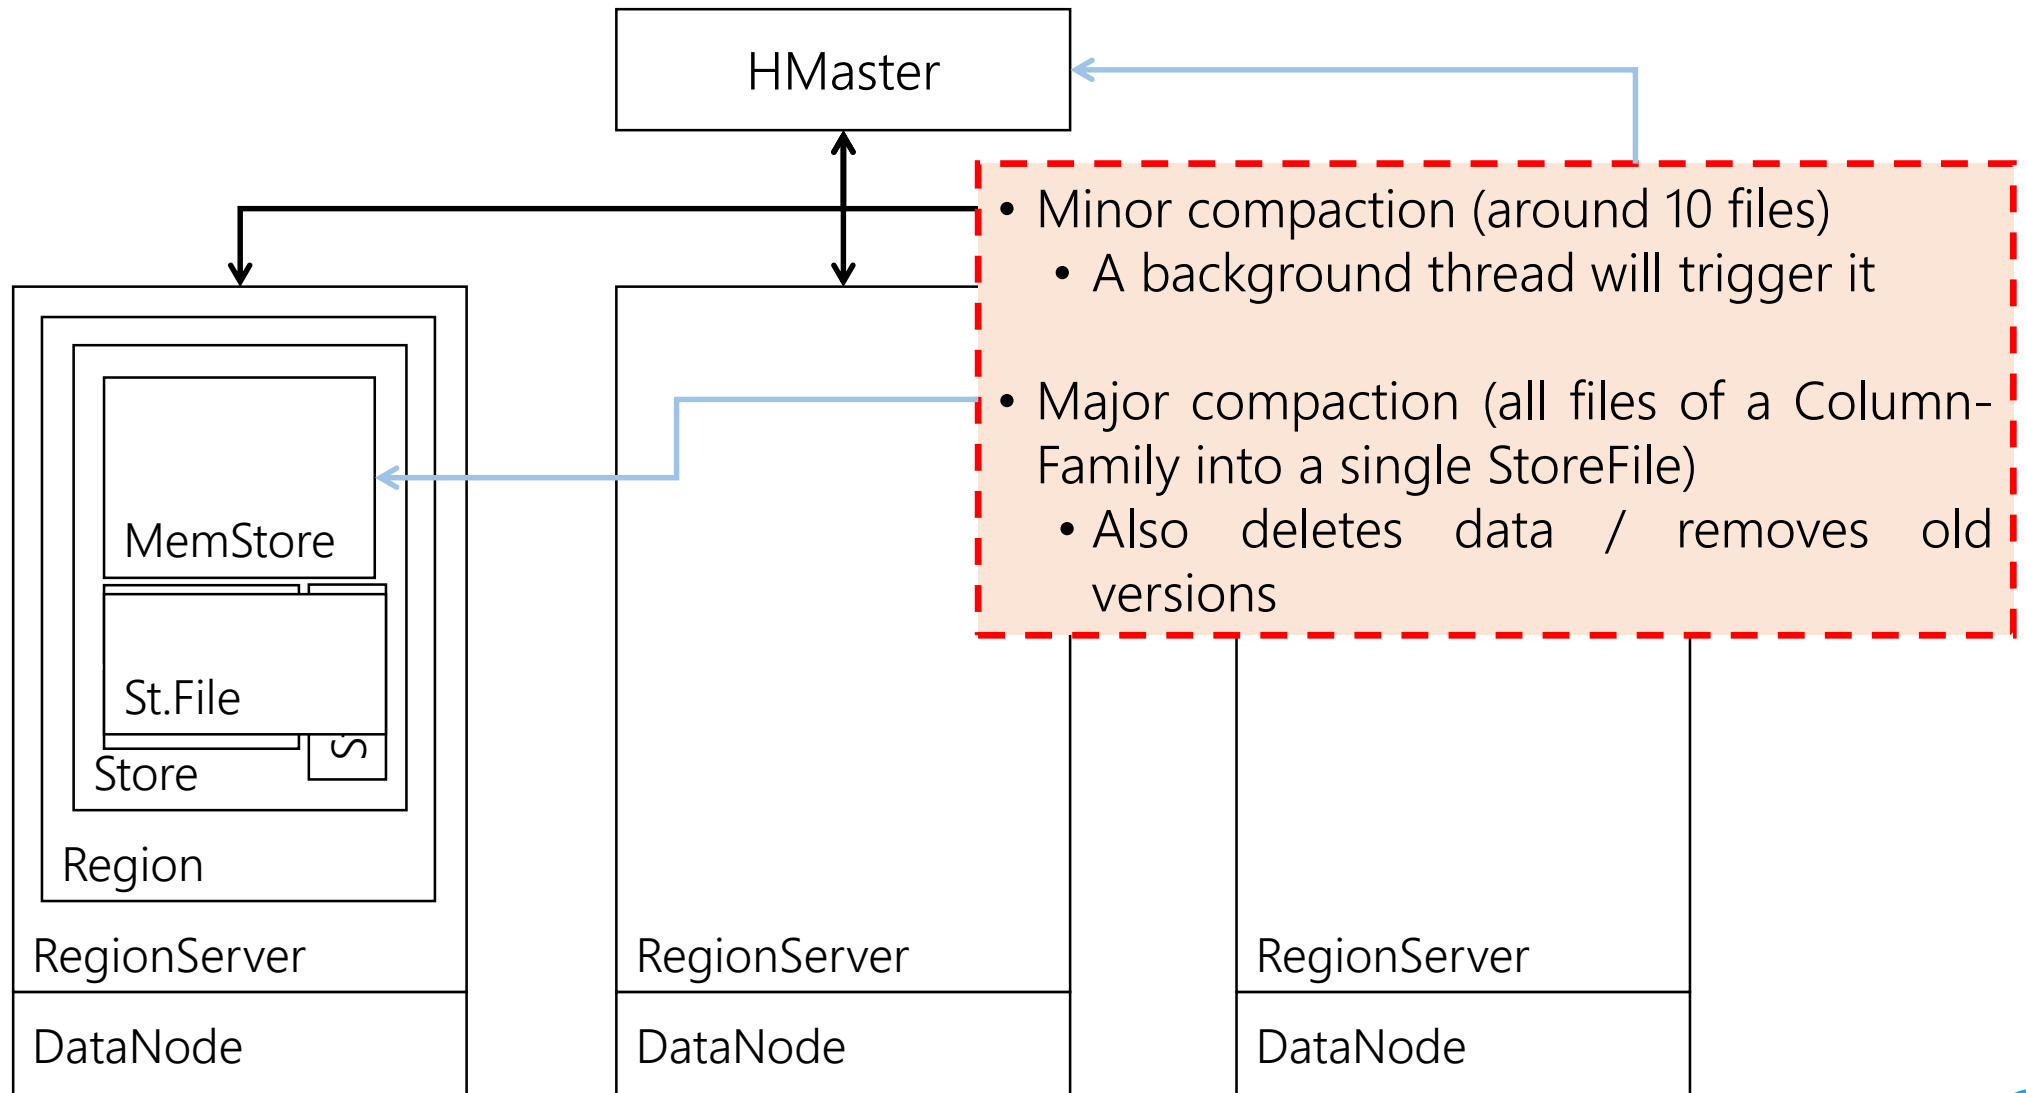 HMaster
• Minor compaction (around 10 files)
• A background thread will trigger it
• Major compaction (all files of a Column-
Family into a single StoreFile)
• Also deletes data / removes old
versions
MemStore
St.File
Store
Region
RegionServer
DataNode
RegionServer
DataNode
RegionServer
DataNode